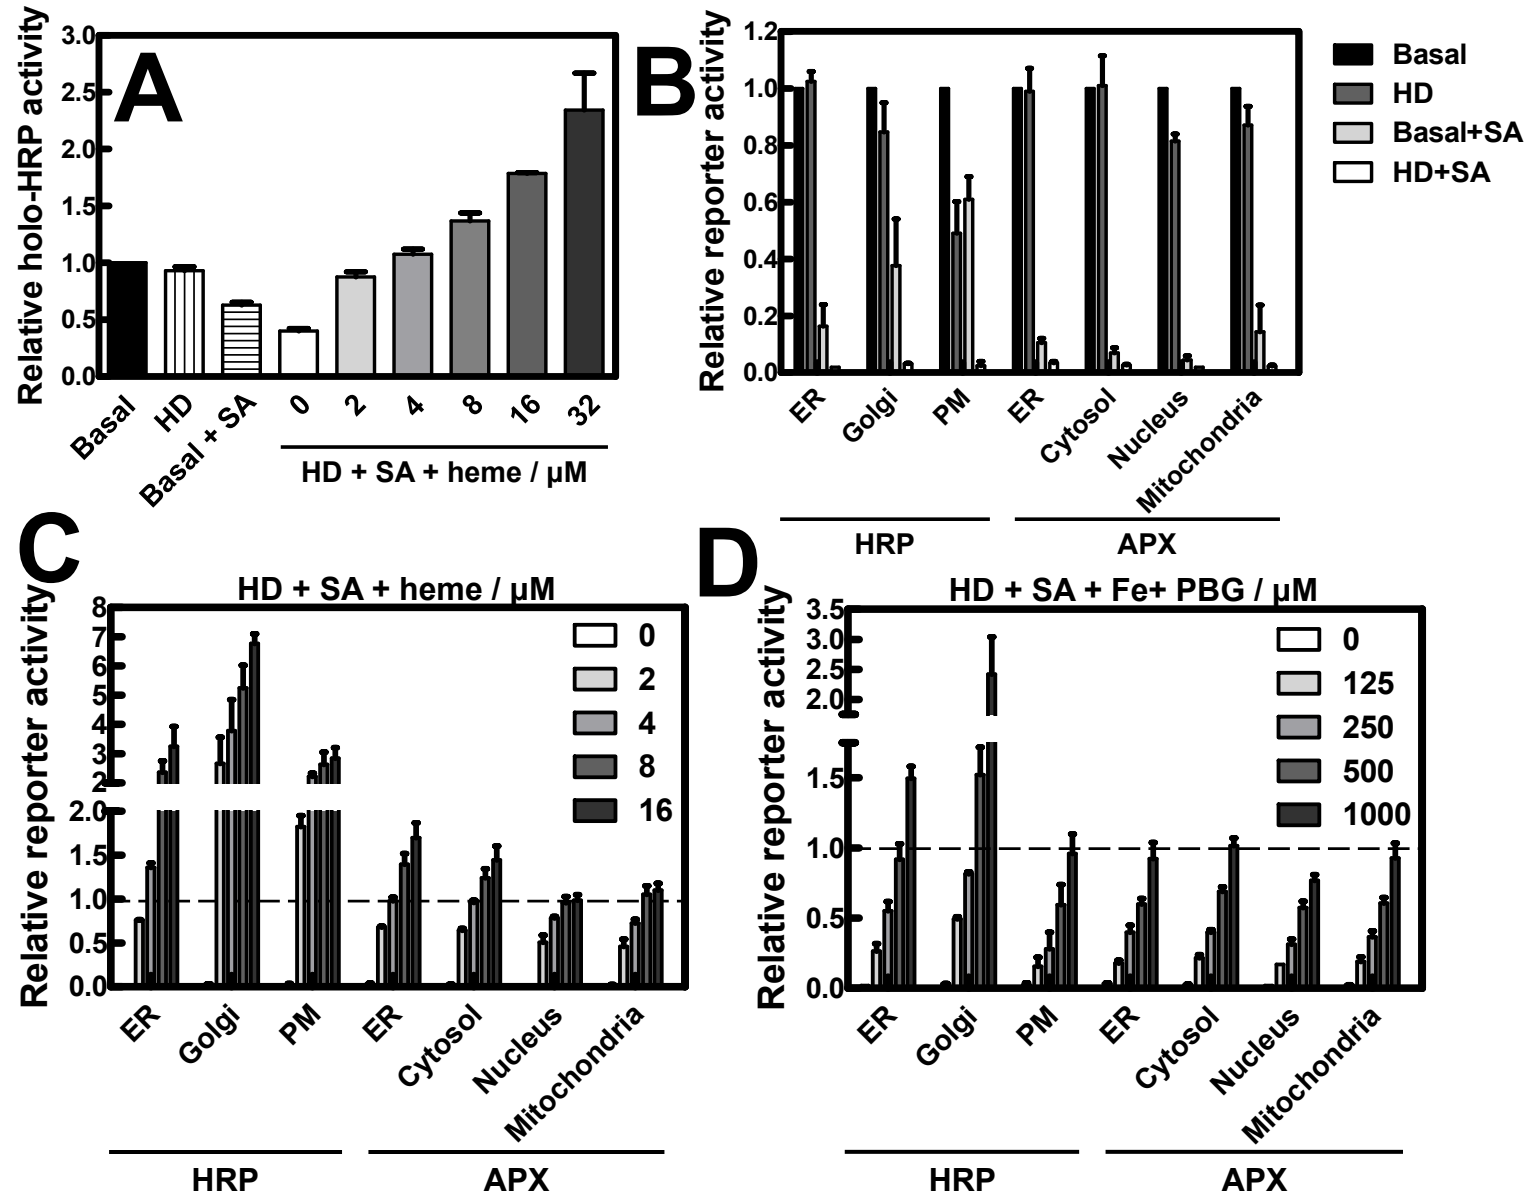 A
Relative holo-HRP activity
3.0
2.5
2.0
1.5
1.0
0.5
0.0
Basal
HD
Basal + SA
0
2
4
8
16
32
HD + SA + heme / µM
B
Relative reporter activity
1.2
1.0
0.8
0.6
0.4
0.2
0.0
ER
Golgi
PM
ER
Cytosol
Nucleus
Mitochondria
HRP
APX
Basal
HD
Basal+SA
HD+SA
C
HD + SA + heme / µM
Relative reporter activity
8
7
6
5
4
3
2
2.0
1.5
1.0
0.5
0.0
0
2
4
8
16
ER
Golgi
PM
ER
Cytosol
Nucleus
Mitochondria
HRP
APX
D
HD + SA + Fe+ PBG / µM
Relative reporter activity
3.5
3.0
2.5
2.0
1.5
1.0
0.5
0.0
0
125
250
500
1000
ER
Golgi
PM
ER
Cytosol
Nucleus
Mitochondria
HRP
APX